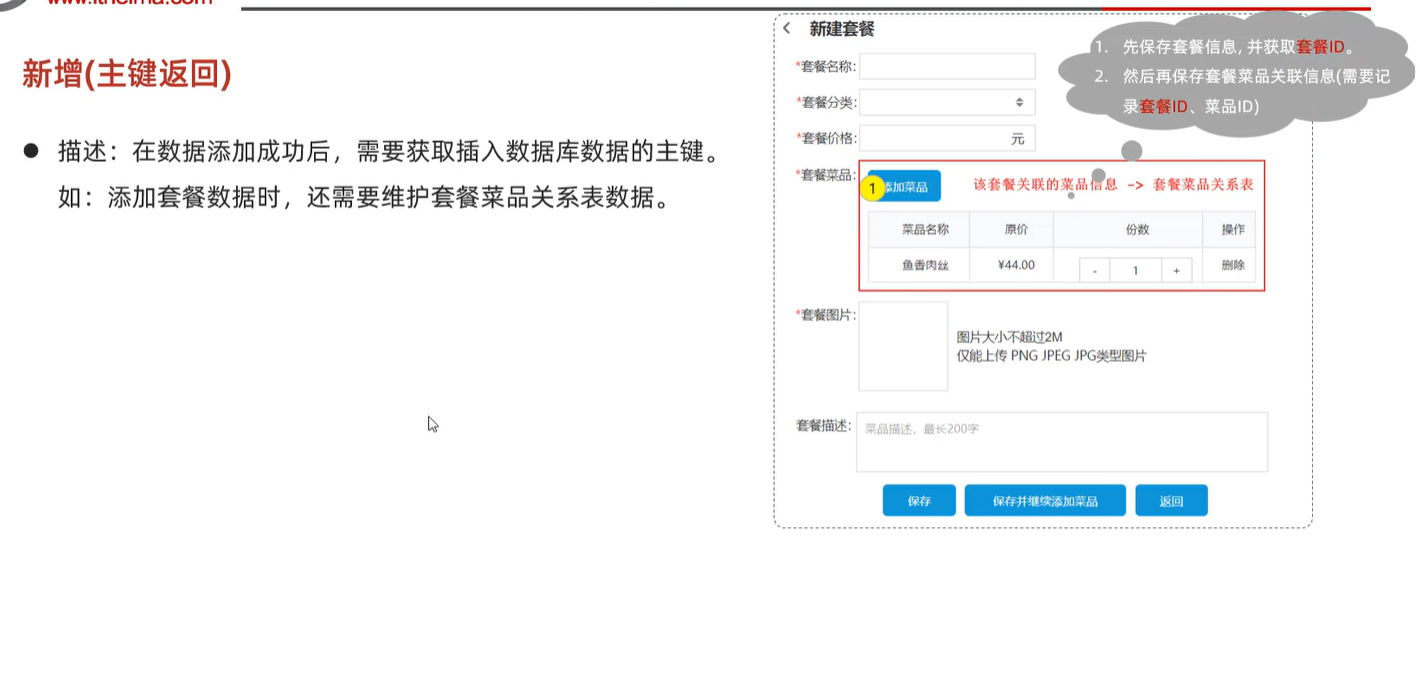 www.itheima.com
新增(主键返回)
● 描述：在数据添加成功后，需要获取插入数据库数据的主键。
如：添加套餐数据时，还需要维护套餐菜品关系表数据。
< 新建套餐
*套餐名称:
*套餐分类:
*套餐价格:
元
1. 先保存套餐信息, 并获取套餐ID。
2. 然后再保存套餐菜品关联信息(需要记
录套餐ID、菜品ID)
*套餐菜品:
1
添加菜品
该套餐关联的菜品信息 -> 套餐菜品关系表
菜品名称 原价 份数 操作
鱼香肉丝 ¥44.00 - 1 + 删除
*套餐图片:
图片大小不超过2M
仅能上传 PNG JPEG JPG类型图片
套餐描述:
菜品描述，最长200字
保存 保存并继续添加菜品 返回